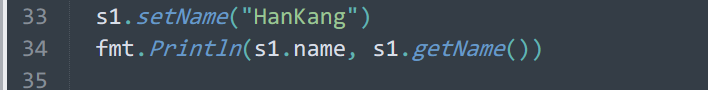 33 s1.setName("HanKang")
34 fmt.Println(s1.name, s1.getName())
35